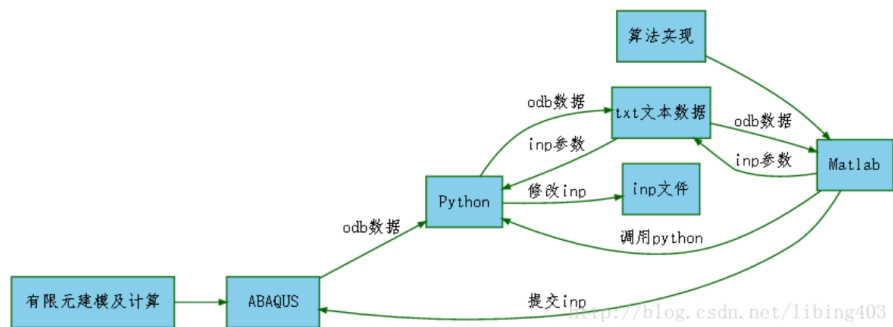 算法实现
odb数据
txt文本数据
odb数据
inp参数
inp参数
Matlab
Python
修改inp
inp文件
odb数据
调用python
有限元建模及计算
ABAQUS
提交inp
http://blog.csdn.net/libing403